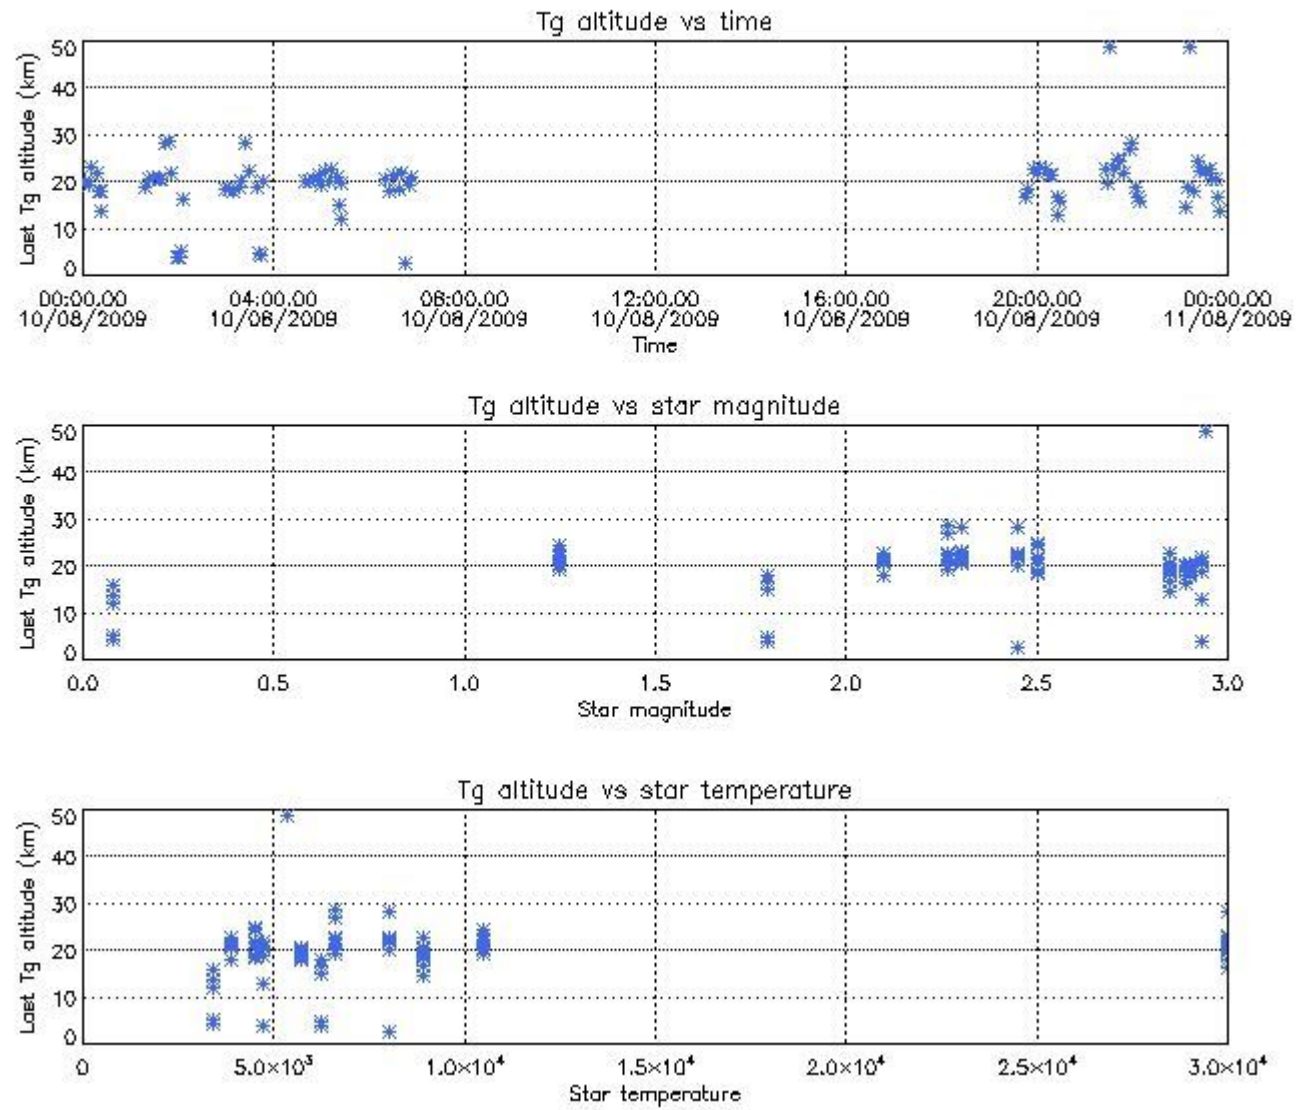 Tg altitude vs time
Last Tg altitude (km)
50
40
30
20
10
0
00:00.00 04:00.00 08:00.00 12:00.00 16:00.00 20:00.00 00:00.00
10/08/2009 10/08/2009 10/08/2009 10/08/2009 10/08/2009 10/08/2009 11/08/2009
Time
Tg altitude vs star magnitude
Last Tg altitude (km)
50
40
30
20
10
0
0.0 0.5 1.0 1.5 2.0 2.5 3.0
Star magnitude
Tg altitude vs star temperature
Last Tg altitude (km)
50
40
30
20
10
0
0 5.0×10³ 1.0×10⁴ 1.5×10⁴ 2.0×10⁴ 2.5×10⁴ 3.0×10⁴
Star temperature